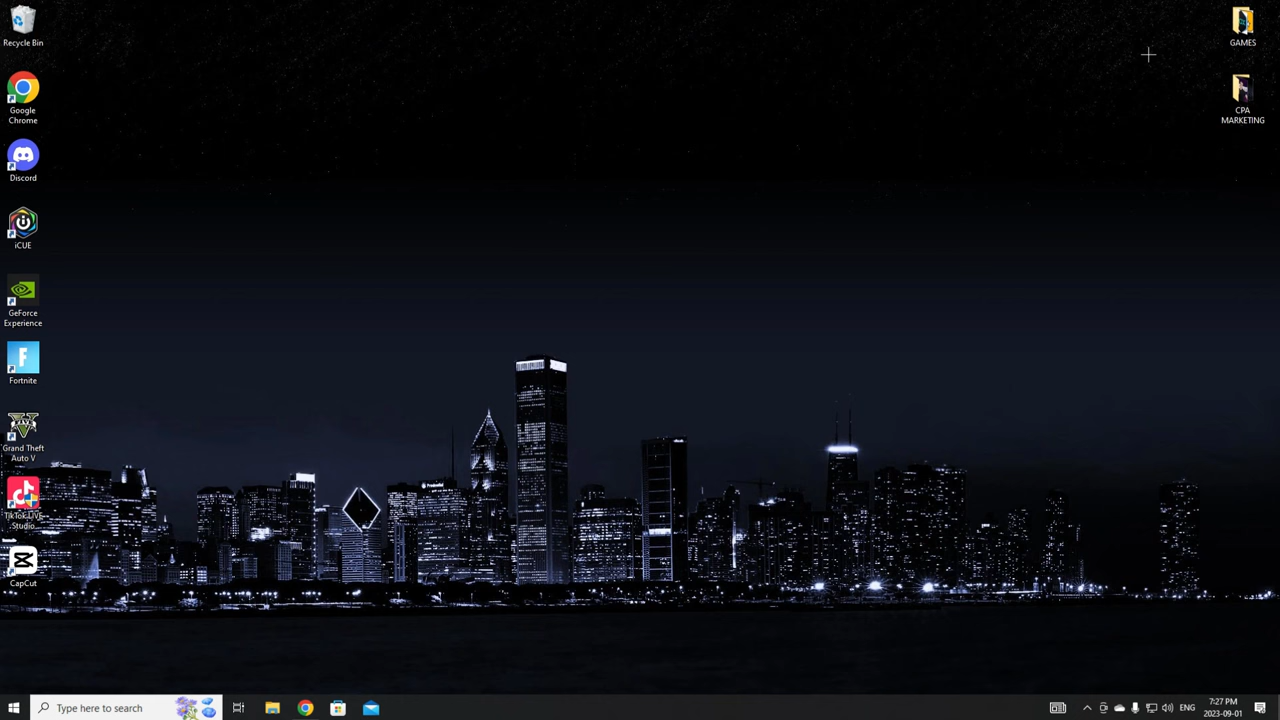 Recycle Bin
Google
Chrome
Discord
iCUE
GeForce
Experience
Fortnite
Grand Theft
Auto V
TikTok LIVE
Studio
CapCut
GAMES
CPA
MARKETING
Prudential
Type here to search
ENG
7:27 PM
2023-09-01